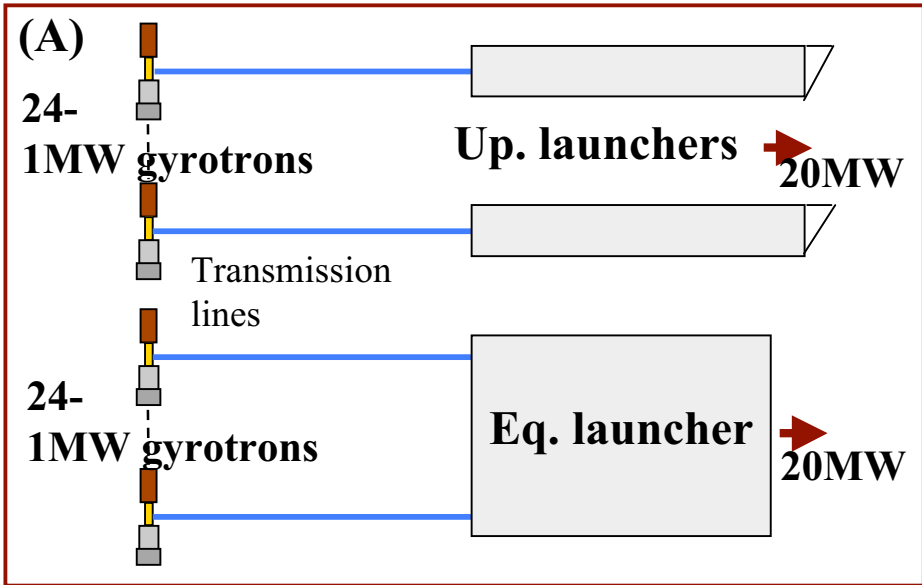 (A)
24-
1MW gyrotrons
Up. launchers
20MW
Transmission
lines
24-
1MW gyrotrons
Eq. launcher
20MW